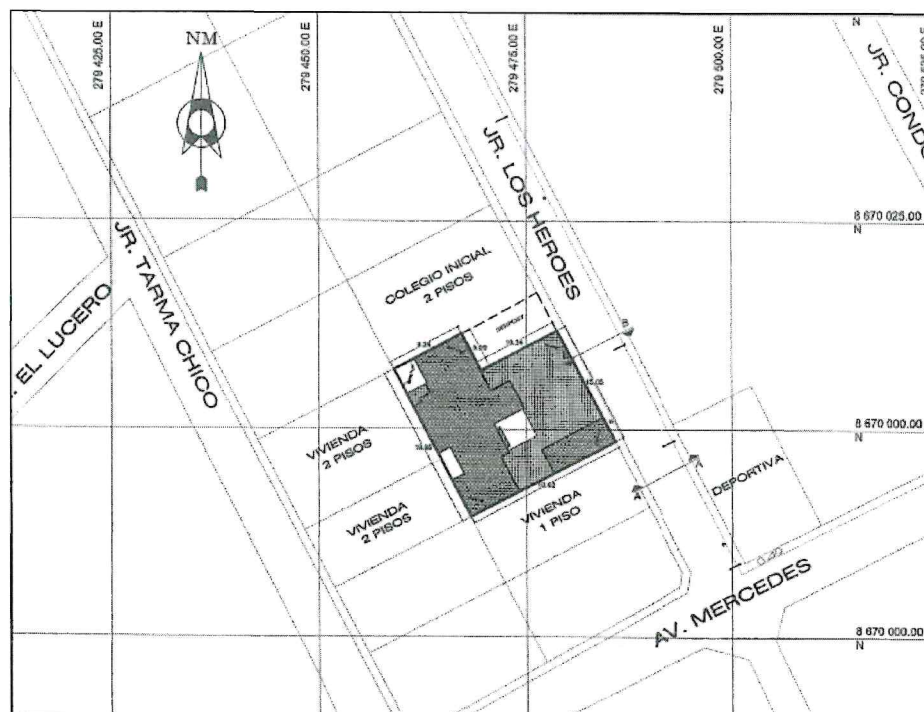 279 425.00 E
279 450.00 E
279 475.00 E
279 500.00 E
N
NM
JR. CONDO
JR. LOS HEROES
8 670 025.00
N
JR. TARMA CHICO
EL LUCERO
COLEGIO INICIAL
2 PISOS
B
15.05
8 670 000.00
N
VIVIENDA
2 PISOS
VIVIENDA
2 PISOS
VIVIENDA
1 PISO
A
A
DEPORTIVA
AV. MERCEDES
8 670 000.00
N